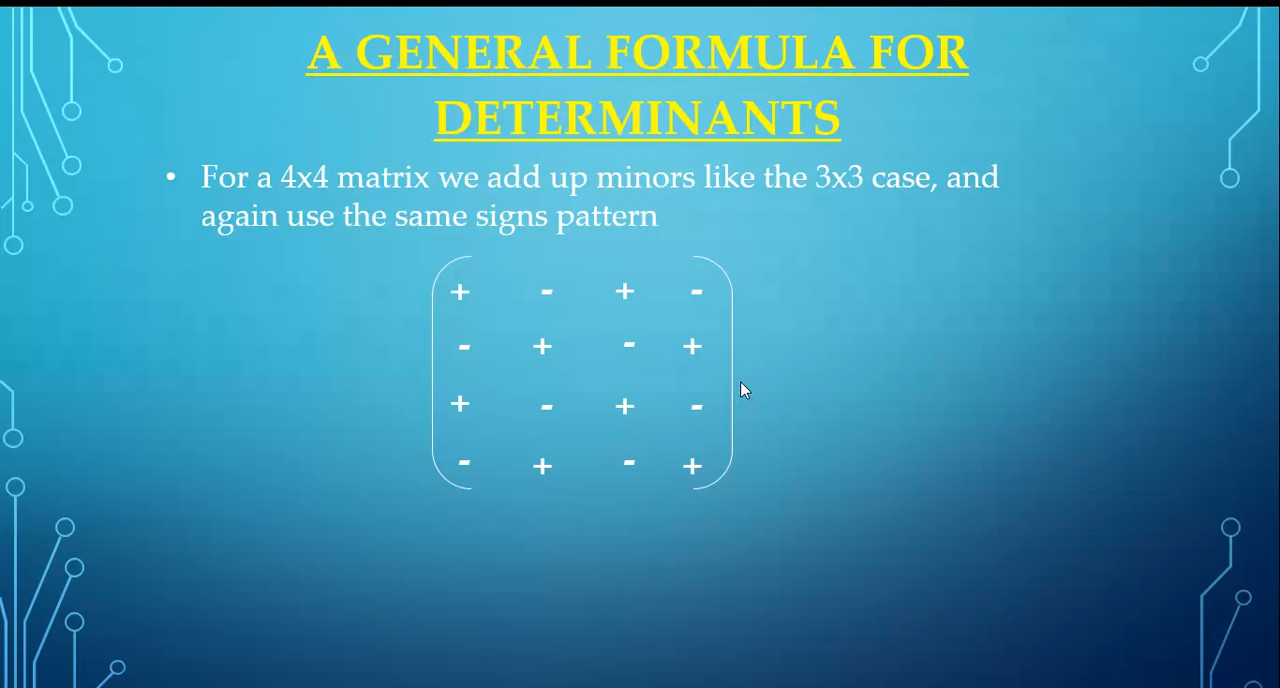 A GENERAL FORMULA FOR
DETERMINANTS
• For a 4x4 matrix we add up minors like the 3x3 case, and
again use the same signs pattern
+ - + -
- + - +
+ - + -
- + - +